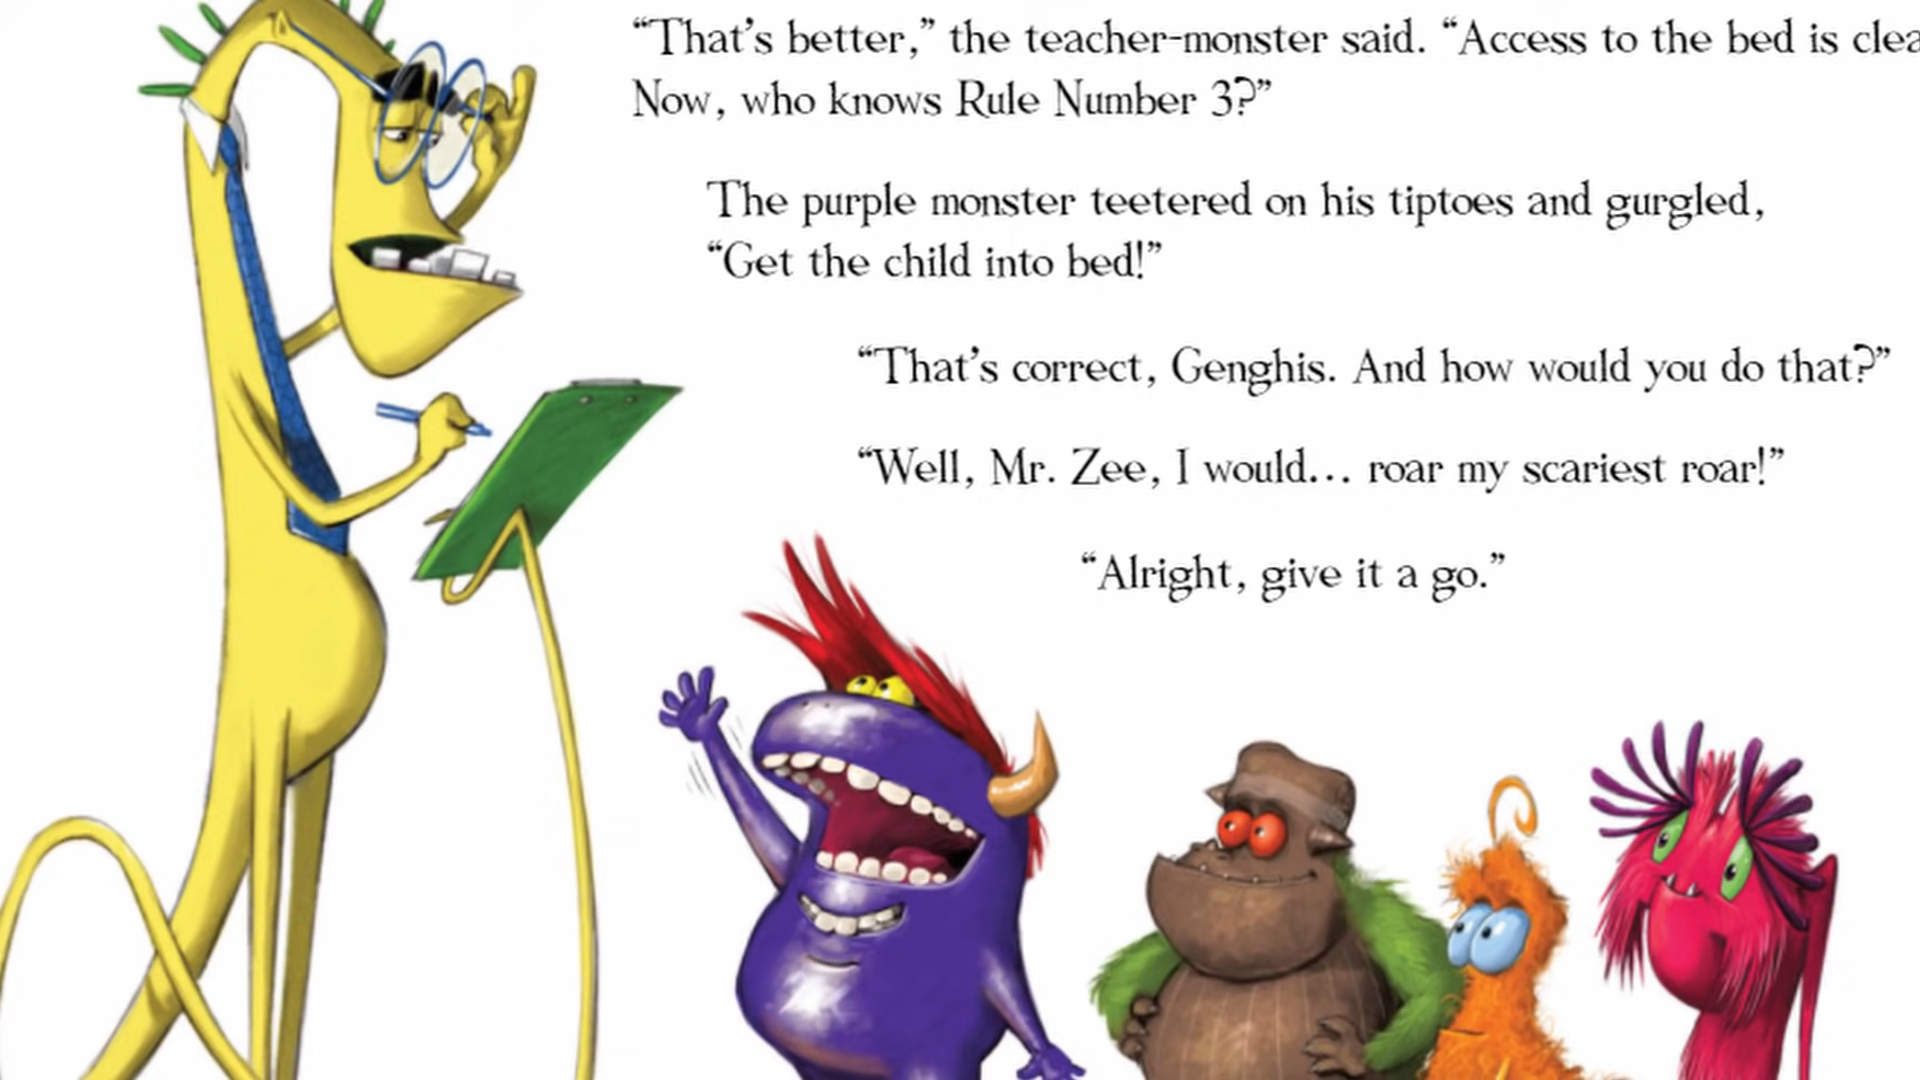 “That’s better,” the teacher-monster said. “Access to the bed is clea
Now, who knows Rule Number 3?”
The purple monster teetered on his tiptoes and gurgled,
“Get the child into bed!”
“That’s correct, Genghis. And how would you do that?”
“Well, Mr. Zee, I would... roar my scariest roar!”
“Alright, give it a go.”